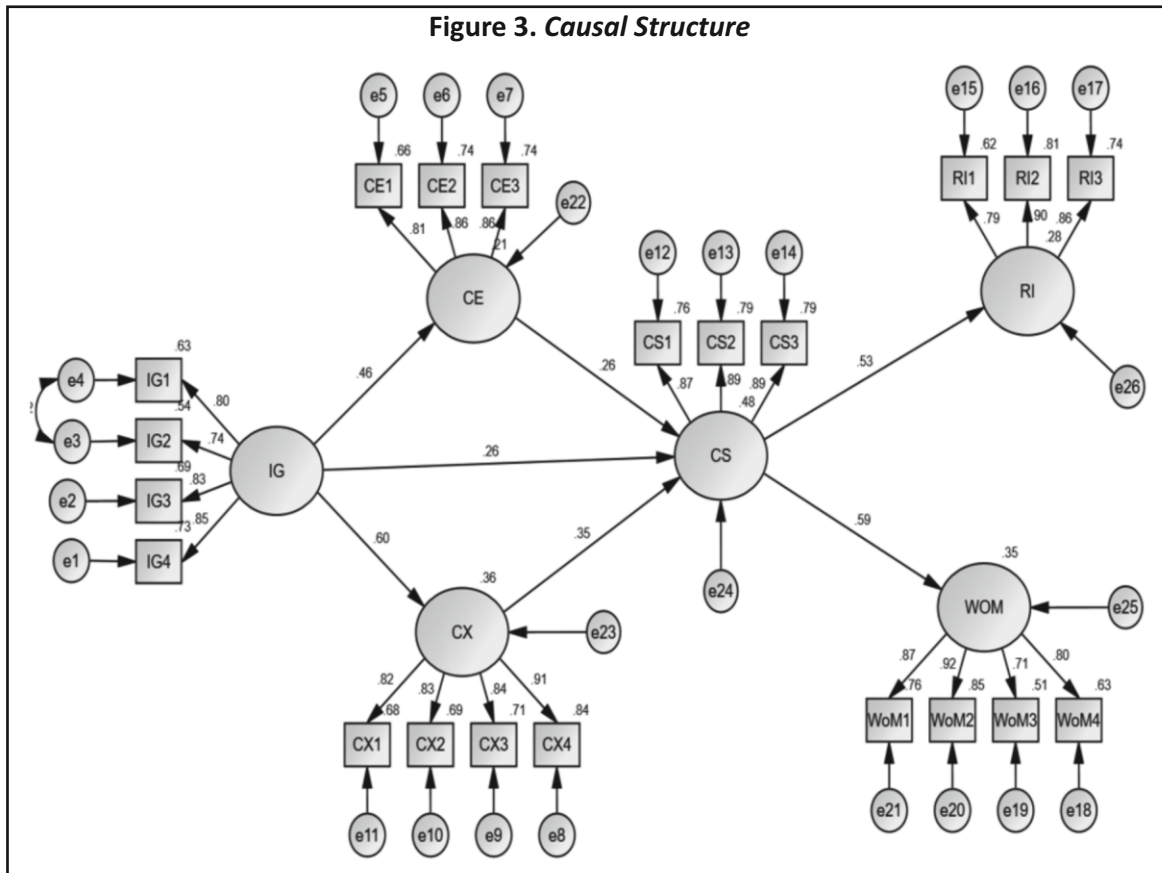 Figure 3. Causal Structure
e5 e6 e7
.66 .74 .74
CE1 CE2 CE3
.81 .86 .86
.21
e22
CE
e15 e16 e17
.62 .81 .74
RI1 RI2 RI3
.79 .90 .86
.28
RI
e26
e12 e13 e14
.76 .79 .79
CS1 CS2 CS3
.87 .89 .89
.48
CS
e24
.46
.26
.26
.53
.60
.35
.59
.63
e4 IG1
.80
.54
e3 IG2
.74
.69
e2 IG3
.83
.73
e1 IG4
.85
IG
.36
CX
e23
.82 .83 .84 .91
.68 .69 .71 .84
CX1 CX2 CX3 CX4
e11 e10 e9 e8
.35
WOM
e25
.87 .92 .71 .80
.76 .85 .51 .63
WoM1 WoM2 WoM3 WoM4
e21 e20 e19 e18